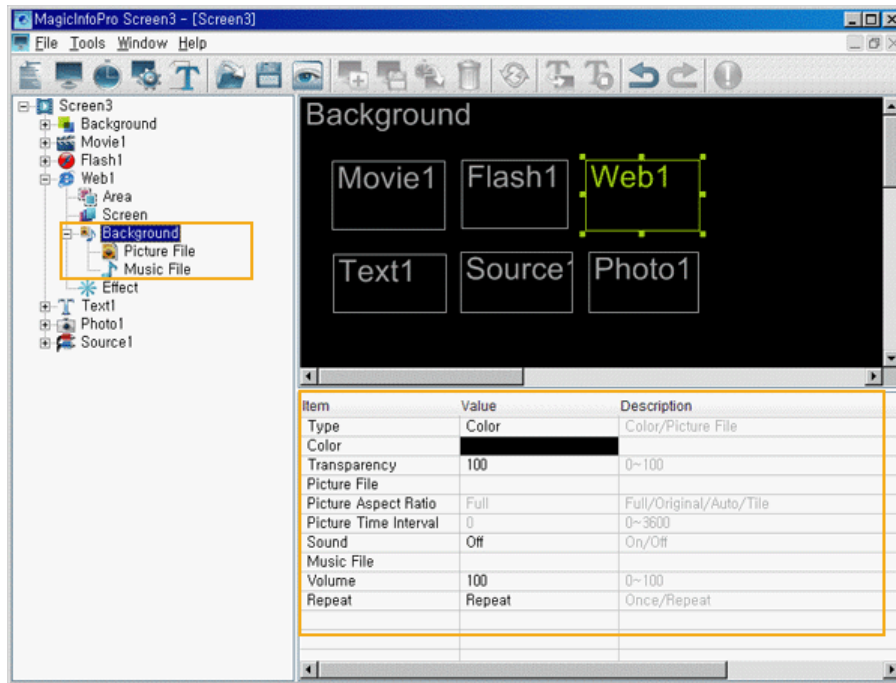 MagicInfoPro Screen3 - [Screen3]
File Tools Window Help
Screen3
Background
Movie1
Flash1
Web1
Area
Screen
Background
Picture File
Music File
Effect
Text1
Photo1
Source1
Background
Movie1 Flash1 Web1
Text1 Source1 Photo1
Item Value Description
Type Color Color/Picture File
Color
Transparency 100 0~100
Picture File
Picture Aspect Ratio Full Full/Original/Auto/Tile
Picture Time Interval 0 0~3600
Sound Off On/Off
Music File
Volume 100 0~100
Repeat Repeat Once/Repeat